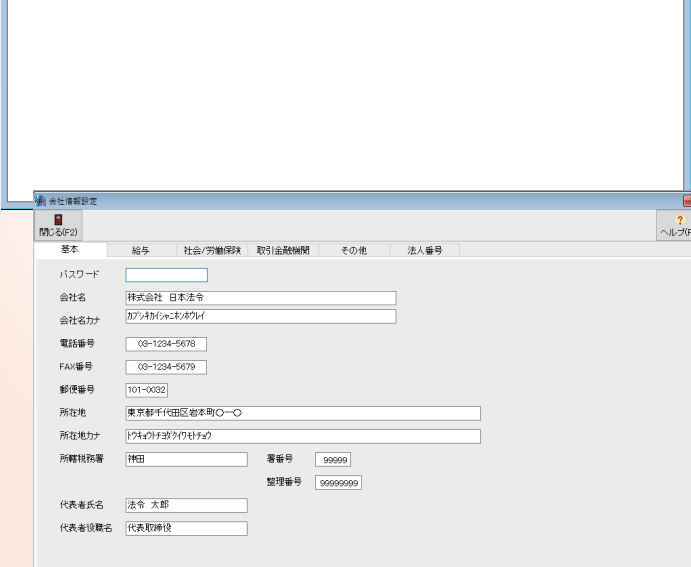 会社情報設定
閉じる(F2)
?
ヘルプ(F
基本 給与 社会/労働保険 取引金融機関 その他 法人番号
パスワード
会社名 株式会社 日本法令
会社名カナ ｶﾌﾞｼｷｶｲｼｬﾆﾎﾝﾎｳﾚｲ
電話番号 03-1234-5678
FAX番号 03-1234-5679
郵便番号 101-0032
所在地 東京都千代田区岩本町〇一〇
所在地カナ ﾄｳｷｮｳﾄﾁﾖﾀﾞｸｲﾜﾓﾄﾁｮｳ
所轄税務署 神田 署番号 99999
整理番号 99999999
代表者氏名 法令 太郎
代表者役職名 代表取締役